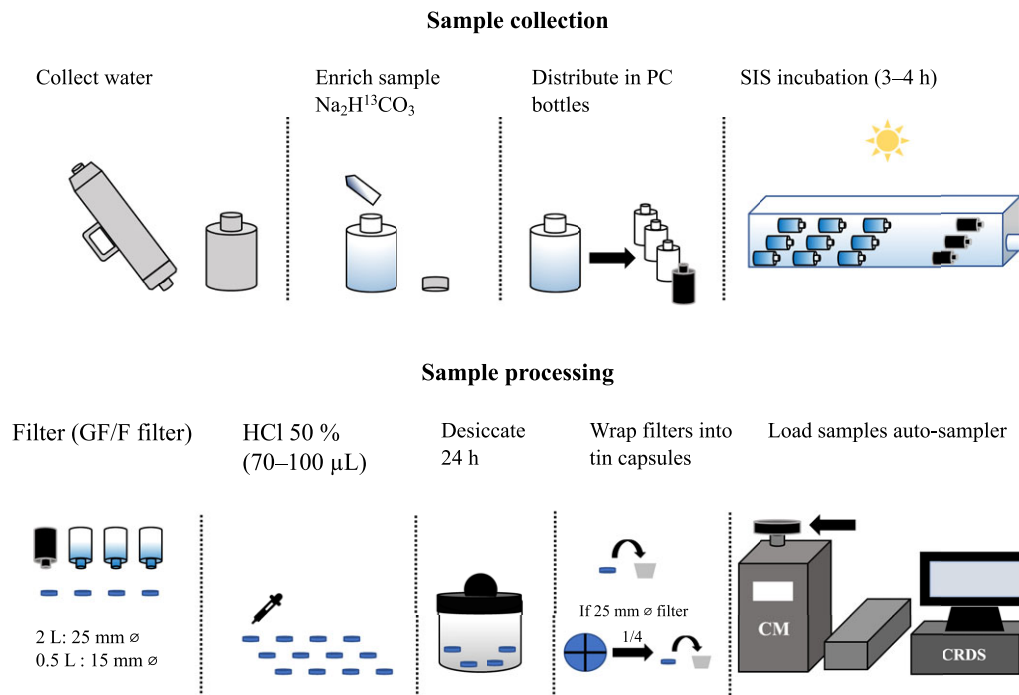 Sample collection
Collect water
Enrich sample
Na₂H¹³CO₃
Distribute in PC
bottles
SIS incubation (3–4 h)
Sample processing
Filter (GF/F filter)
HCl 50 %
(70–100 µL)
Desiccate
24 h
Wrap filters into
tin capsules
Load samples auto-sampler
2 L: 25 mm ⌀
0.5 L : 15 mm ⌀
If 25 mm ⌀ filter
1/4
CM
CRDS